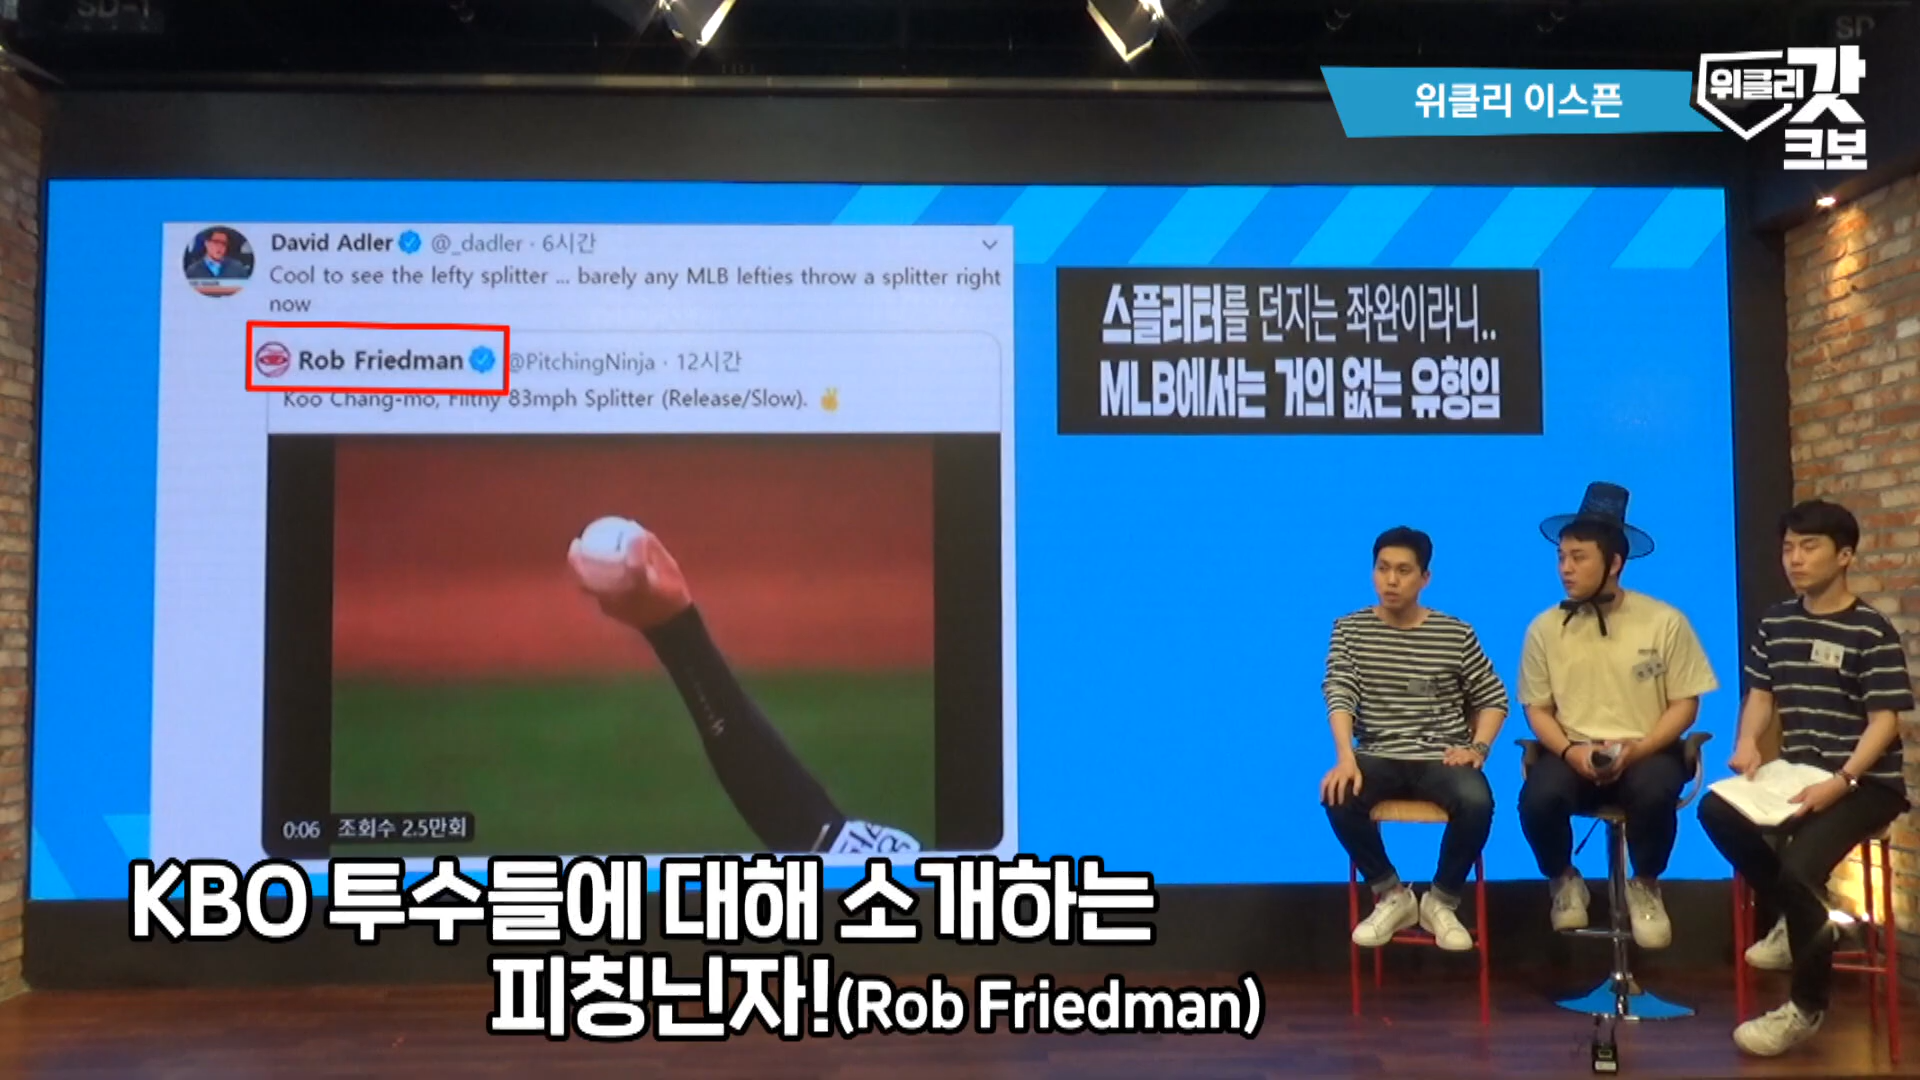 SD-1
SD
위클리 이스픈
위클리
갓
크보
David Adler @_dadler · 6시간
Cool to see the lefty splitter ... barely any MLB lefties throw a splitter right
now
Rob Friedman @PitchingNinja · 12시간
Koo Chang-mo, Filthy 83mph Splitter (Release/Slow).
스플리터를 던지는 좌완이라니..
MLB에서는 거의 없는 유형임
0:06 조회수 2.5만회
KBO 투수들에 대해 소개하는
피칭닌자!(Rob Friedman)